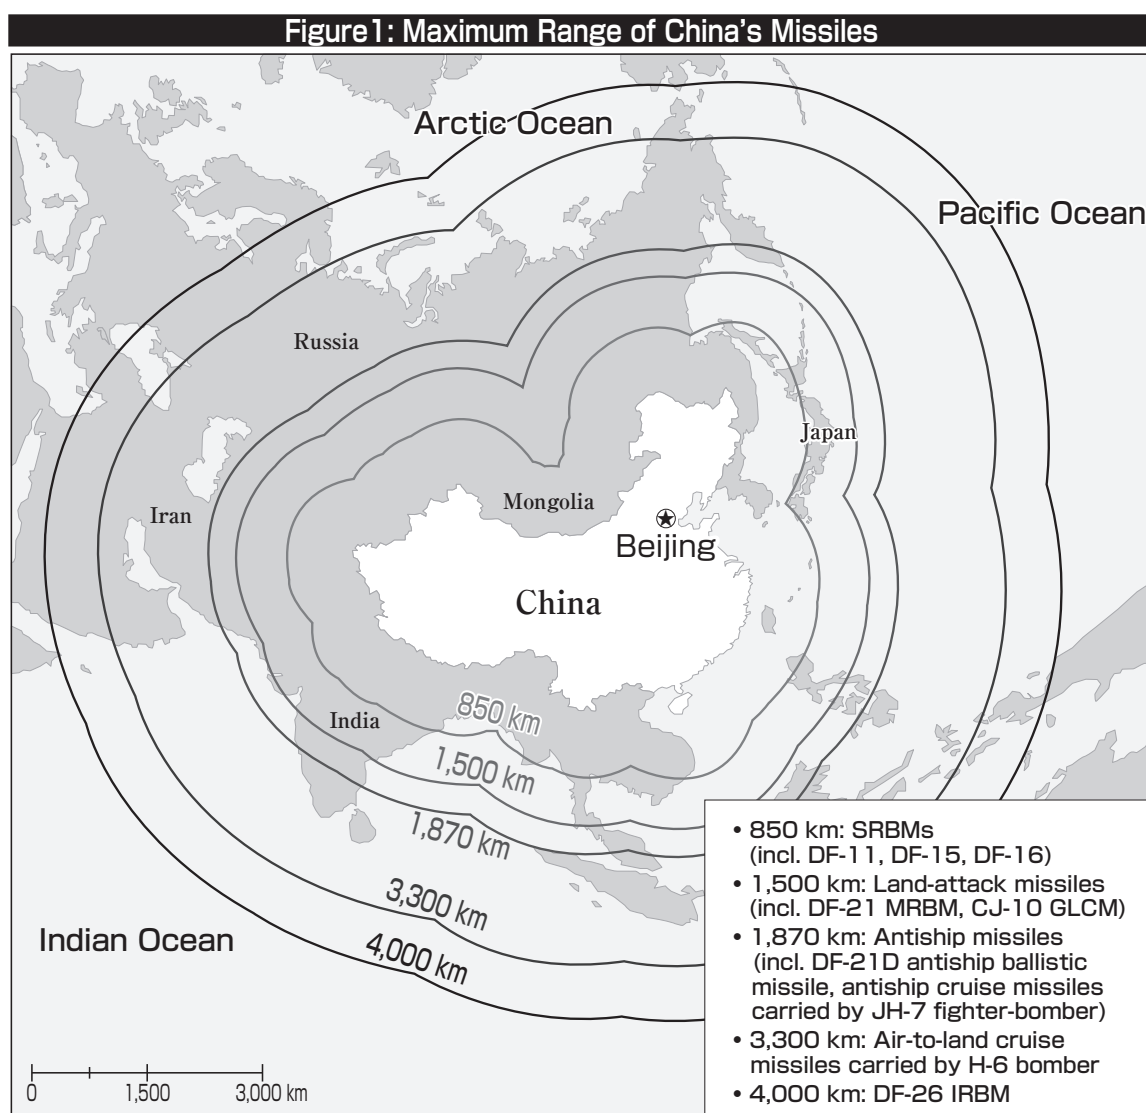 Figure1: Maximum Range of China's Missiles
Arctic Ocean
Pacific Ocean
Russia
Japan
Mongolia
Iran
Beijing
China
India
850 km
1,500 km
1,870 km
3,300 km
4,000 km
Indian Ocean
• 850 km: SRBMs
(incl. DF-11, DF-15, DF-16)
• 1,500 km: Land-attack missiles
(incl. DF-21 MRBM, CJ-10 GLCM)
• 1,870 km: Antiship missiles
(incl. DF-21D antiship ballistic
missile, antiship cruise missiles
carried by JH-7 fighter-bomber)
• 3,300 km: Air-to-land cruise
missiles carried by H-6 bomber
• 4,000 km: DF-26 IRBM
0 1,500 3,000 km